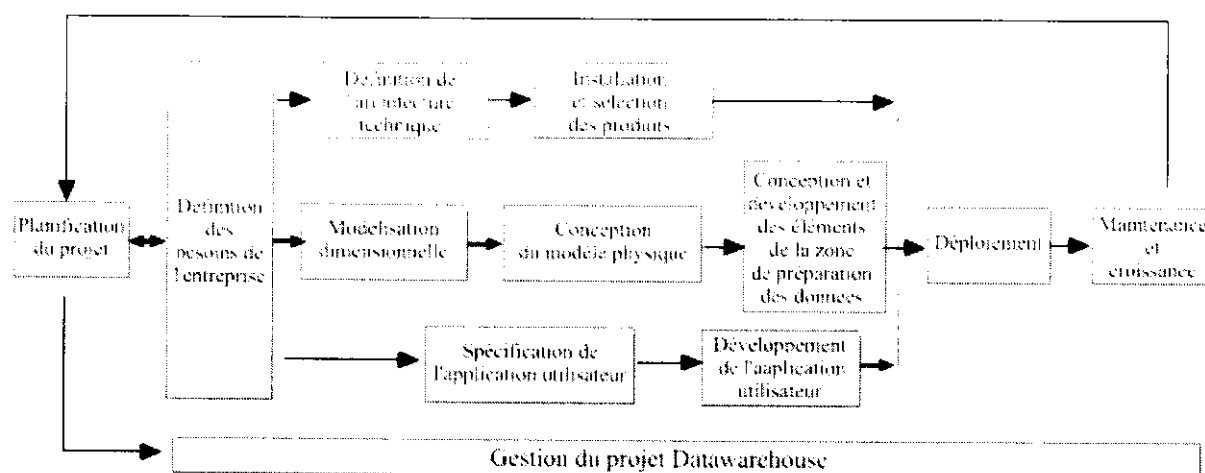 Définition de
l'architecture
technique
Installation
et sélection
des produits
Planification
du projet
Définition
des
besoins de
l'entreprise
Modélisation
dimensionnelle
Conception
du modèle physique
Conception et
développement
des éléments
de la zone
de préparation
des données
Déploiement
Maintenance
et
croissance
Spécification de
l'application utilisateur
Développement
de l'aaplication
utilisateur
Gestion du projet Datawarehouse